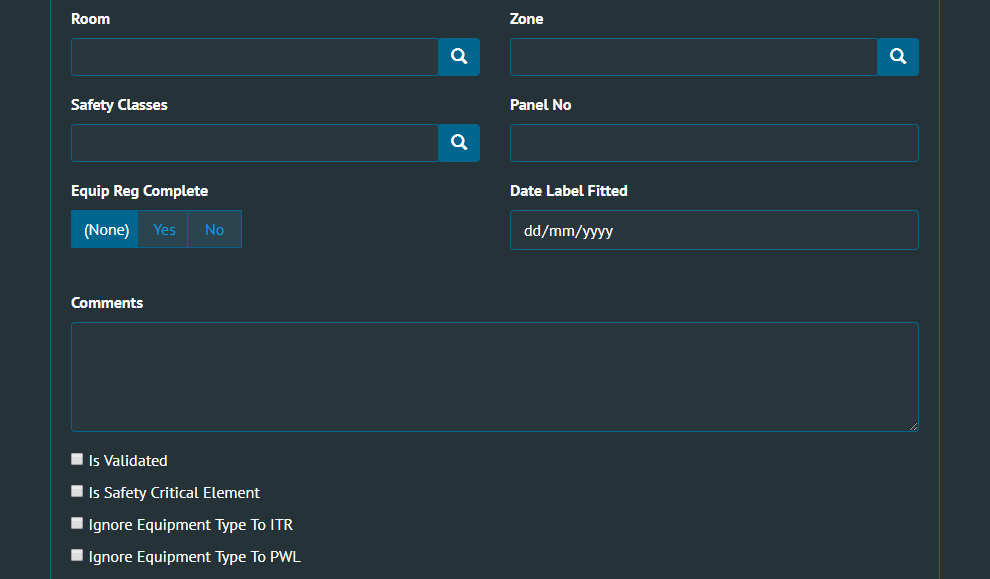 Room
Zone
Safety Classes
Panel No
Equip Reg Complete
Date Label Fitted
(None) Yes No
dd/mm/yyyy
Comments
Is Validated
Is Safety Critical Element
Ignore Equipment Type To ITR
Ignore Equipment Type To PWL